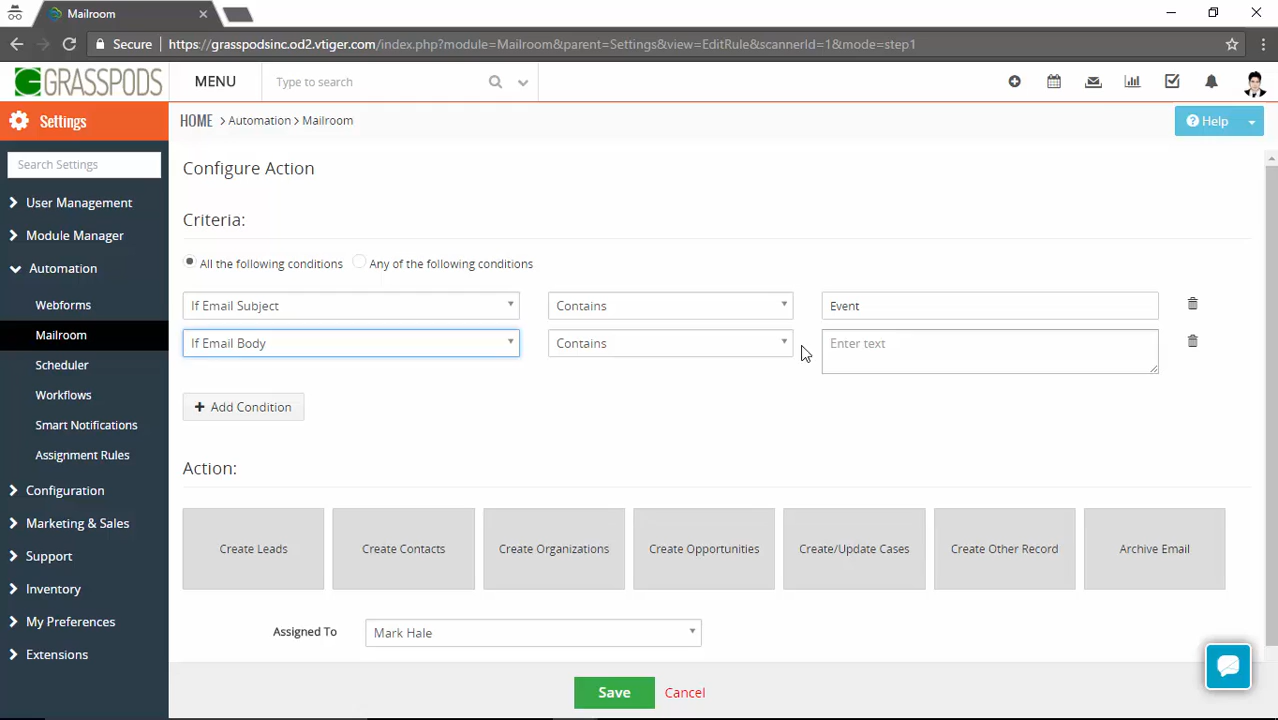 Mailroom
Secure https://grasspodsinc.od2.vtiger.com/index.php?module=Mailroom&parent=Settings&view=EditRule&scannerId=1&mode=step1
GRASSPODS
MENU
Type to search
Settings
HOME > Automation > Mailroom
Help
Search Settings
User Management
Module Manager
Automation
Webforms
Mailroom
Scheduler
Workflows
Smart Notifications
Assignment Rules
Configuration
Marketing & Sales
Support
Inventory
My Preferences
Extensions
Configure Action
Criteria:
All the following conditions Any of the following conditions
If Email Subject Contains Event
If Email Body Contains Enter text
+ Add Condition
Action:
Create Leads Create Contacts Create Organizations Create Opportunities Create/Update Cases Create Other Record Archive Email
Assigned To Mark Hale
Save Cancel